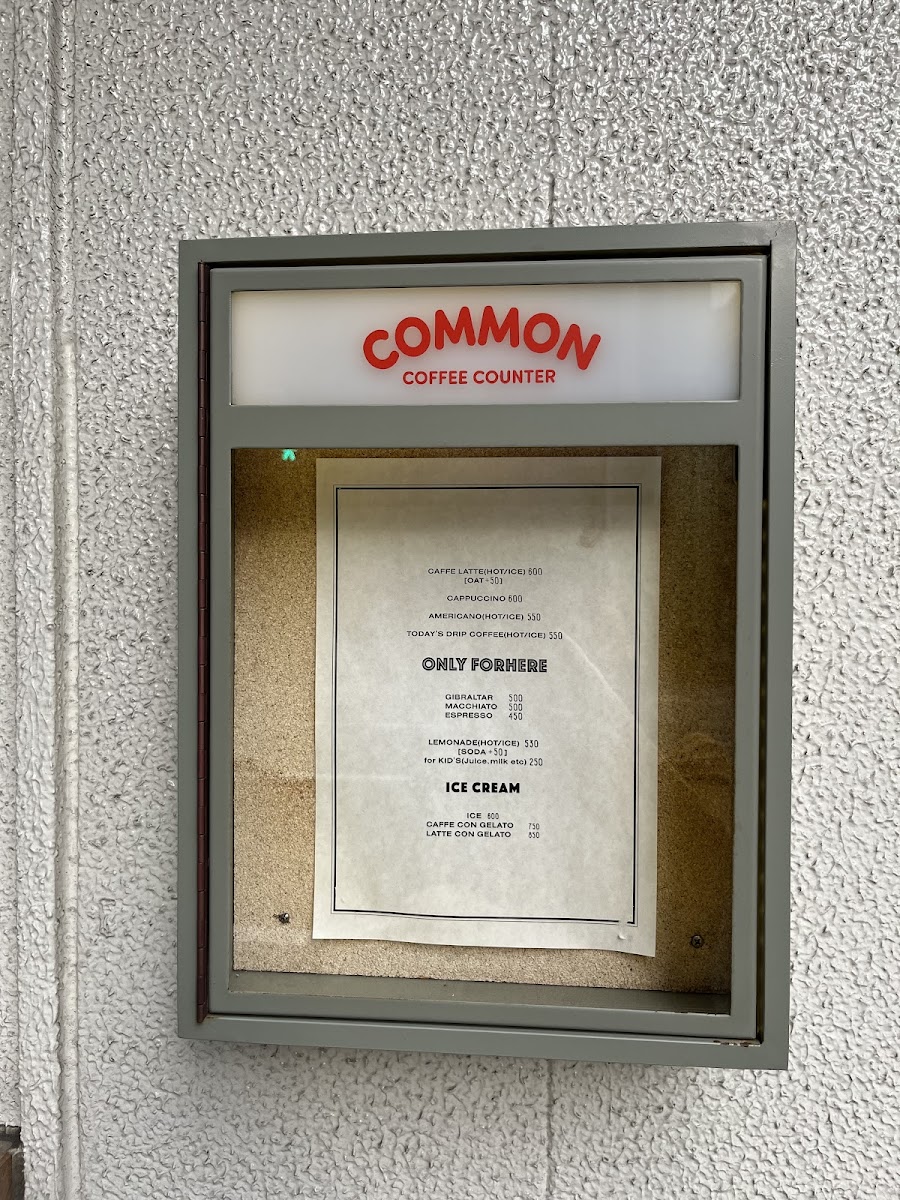 COMMON
COFFEE COUNTER
CAFFE LATTE(HOT/ICE) 600
[OAT+50]
CAPPUCCINO 600
AMERICANO(HOT/ICE) 550
TODAY'S DRIP COFFEE(HOT/ICE) 550
ONLY FORHERE
GIBRALTAR 500
MACCHIATO 500
ESPRESSO 450
LEMONADE(HOT/ICE) 530
[SODA+50]
for KID'S(Juice.milk etc) 250
ICE CREAM
ICE 600
CAFFE CON GELATO 750
LATTE CON GELATO 850